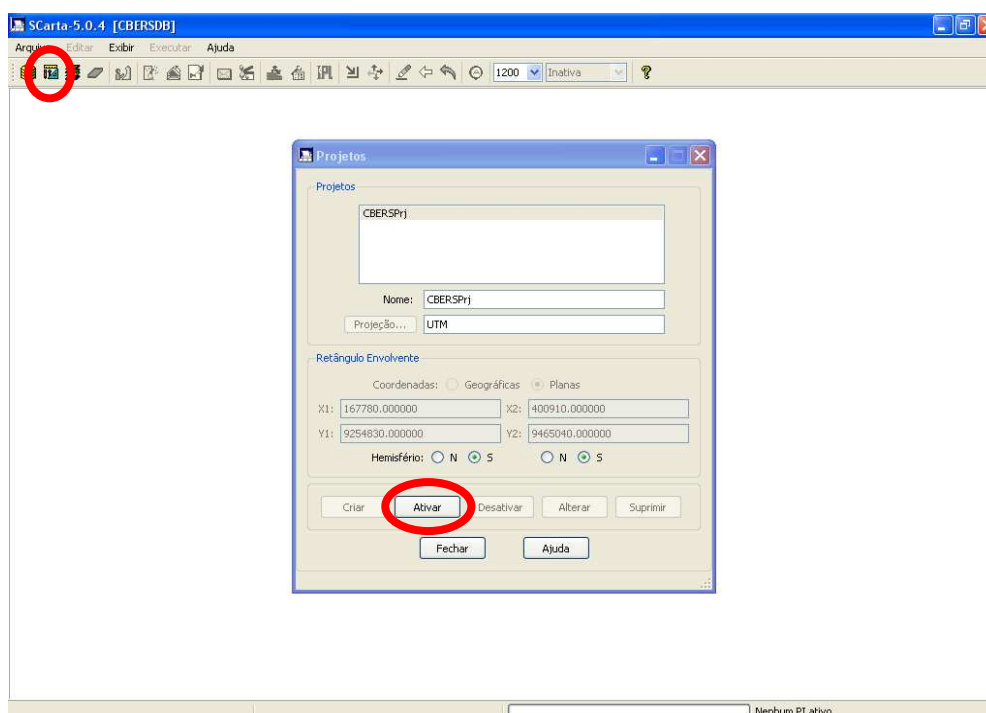 SCarta-5.0.4 [CBERSDB]
Editar Exibir Executar Ajuda
1200 Inativa
Projetos
Projetos
CBERSPrj
Nome: CBERSPrj
Projeção... UTM
Retângulo Envolvente
Coordenadas: Geográficas Planas
X1: 167780.000000 X2: 400910.000000
Y1: 9254830.000000 Y2: 9465040.000000
Hemisfério: N S N S
Criar Ativar Desativar Alterar Suprimir
Fechar Ajuda
Nenhum PI ativo